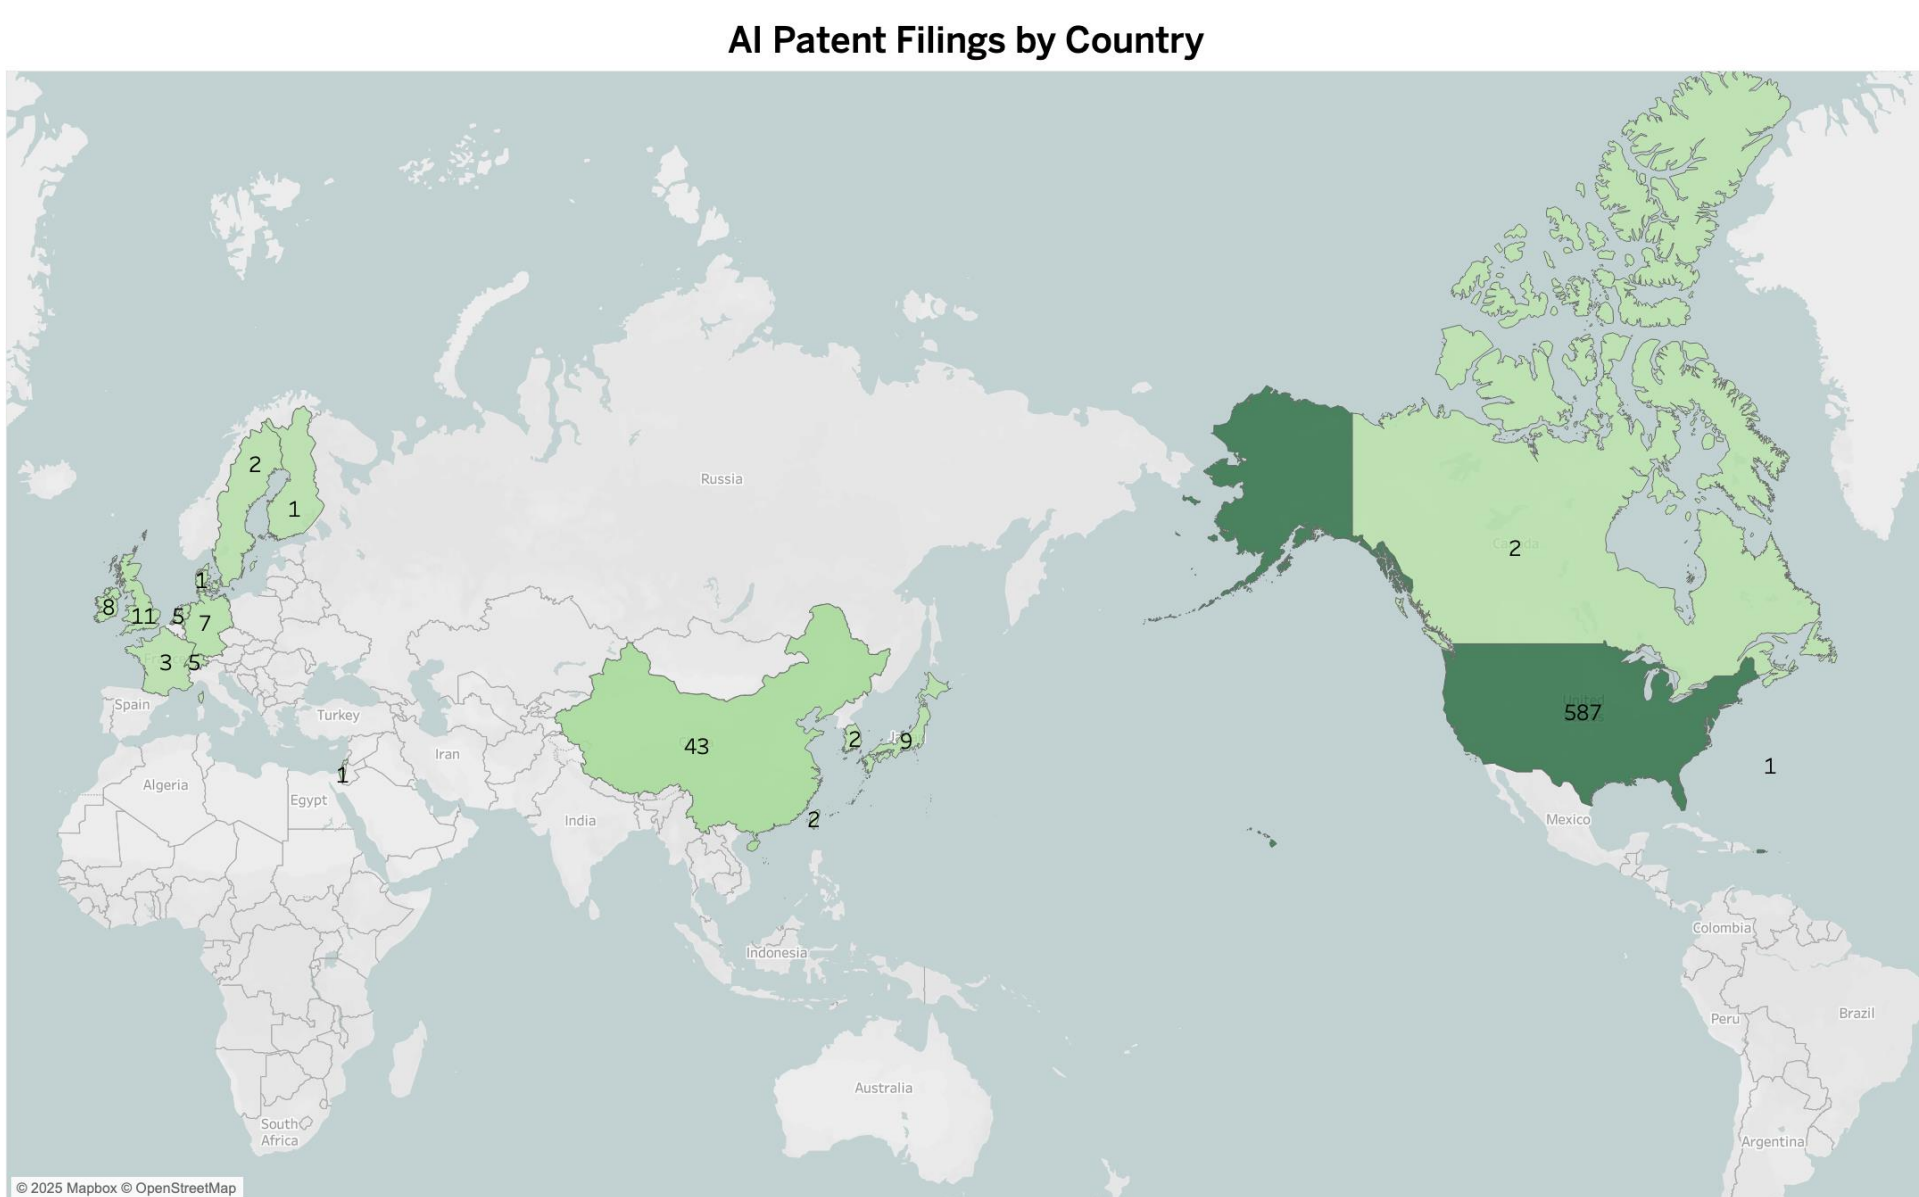 AI Patent Filings by Country
Russia
2
1
1
8
11
5
7
3
5
Canada
2
United
587
Spain
Turkey
43
2
9
1
Iran
1
Algeria
Egypt
India
2
Mexico
Colombia
Indonesia
Peru
Brazil
Australia
South
Africa
Argentina
© 2025 Mapbox © OpenStreetMap